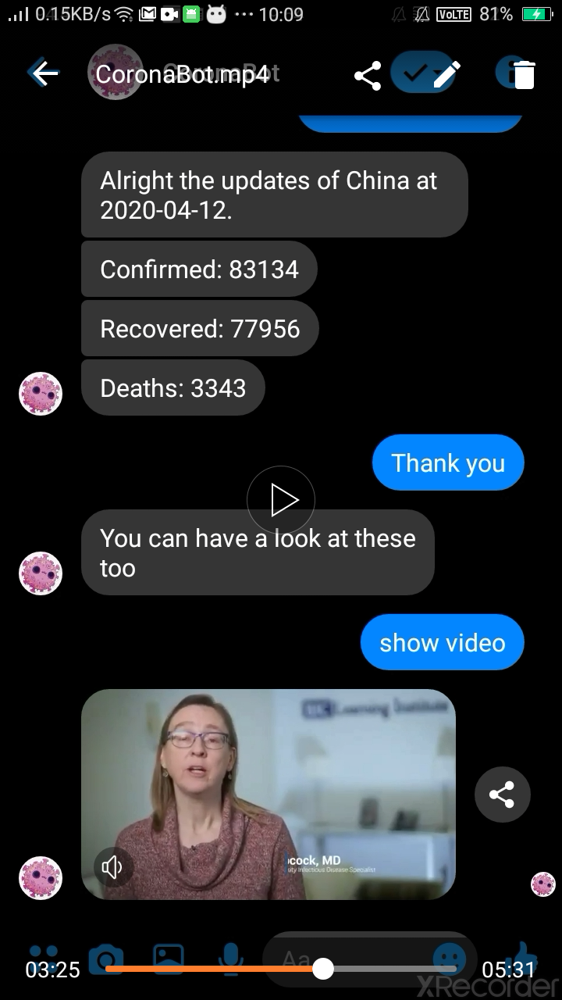 0.15KB/s ... 10:09 VoLTE 81%
CoronaBot.mp4
CoronaBot
Alright the updates of China at
2020-04-12.
Confirmed: 83134
Recovered: 77956
Deaths: 3343
Thank you
You can have a look at these
too
show video
Learning Institute
cock, MD
Infectious Disease Specialist
Aa
03:25 05:31
XRecorder